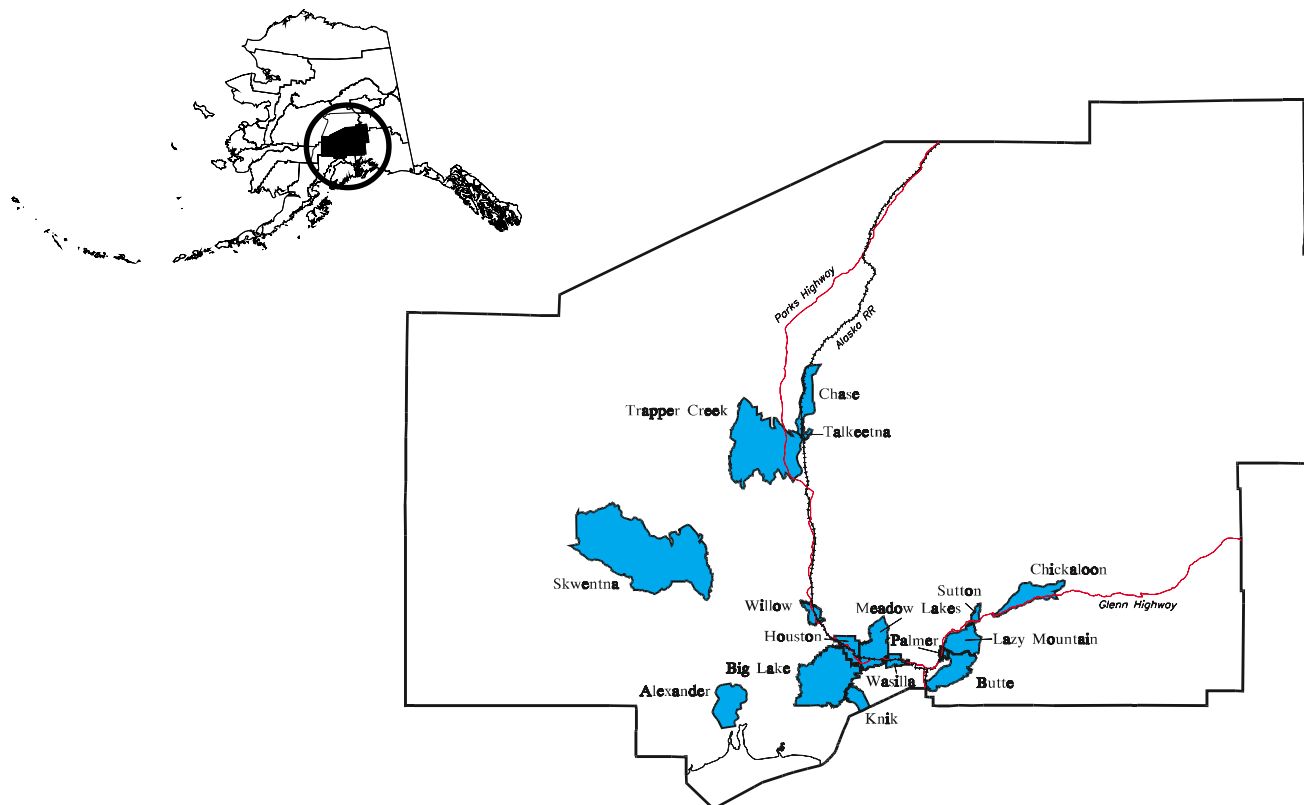 Parks Highway
Alaska RR
Chase
Trapper Creek
Talkeetna
Skwentna
Chickaloon
Sutton
Glenn Highway
Willow
Meadow Lakes
Houston
Palmer
Lazy Mountain
Big Lake
Wasilla
Butte
Alexander
Knik